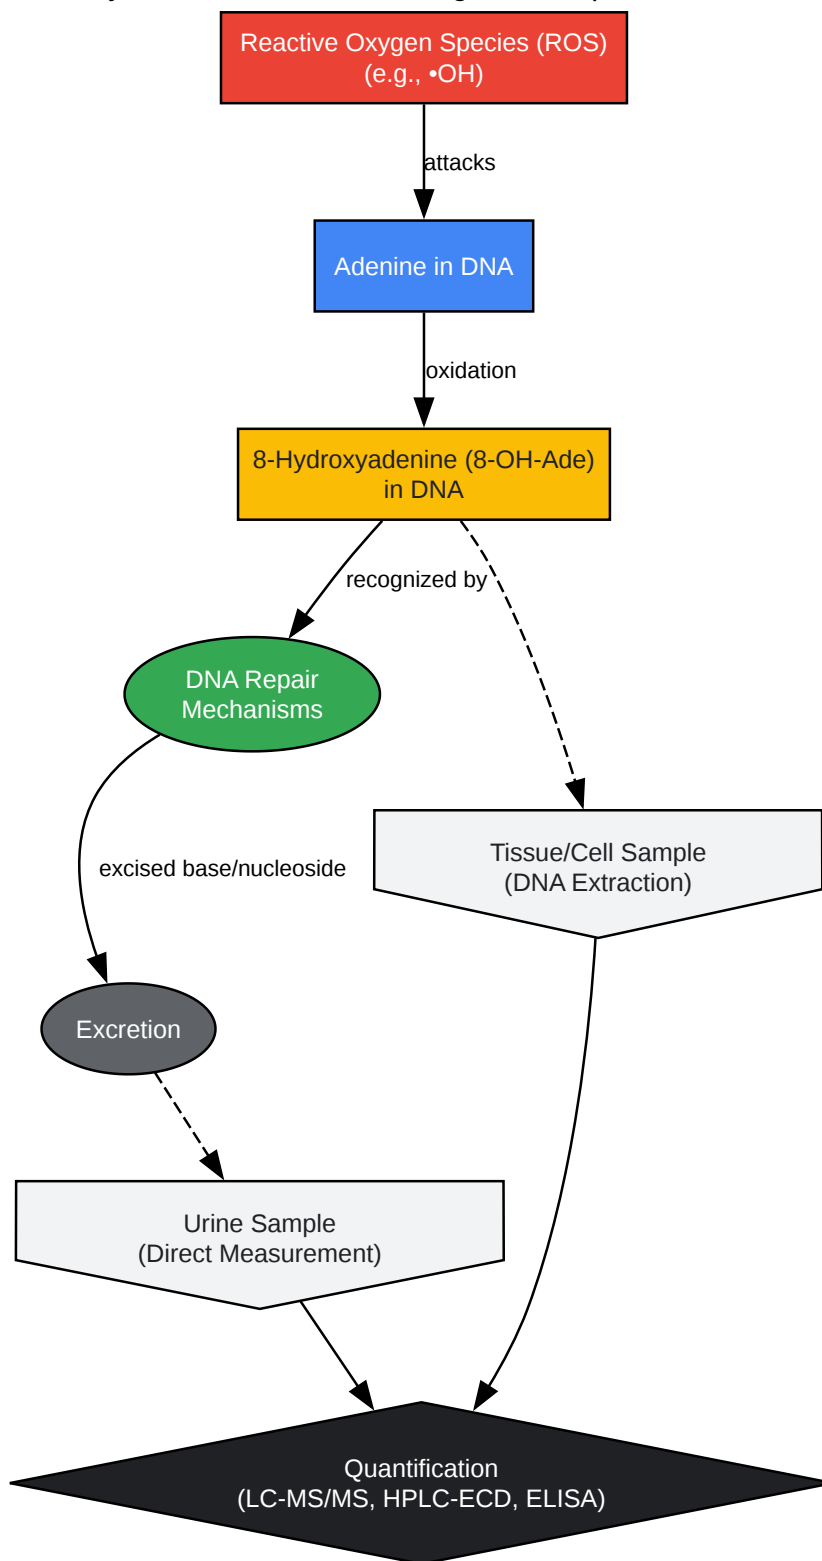 Reactive Oxygen Species (ROS)
(e.g., •OH)
attacks
Adenine in DNA
oxidation
8-Hydroxyadenine (8-OH-Ade)
in DNA
recognized by
DNA Repair
Mechanisms
Tissue/Cell Sample
(DNA Extraction)
excised base/nucleoside
Excretion
Urine Sample
(Direct Measurement)
Quantification
(LC-MS/MS, HPLC-ECD, ELISA)